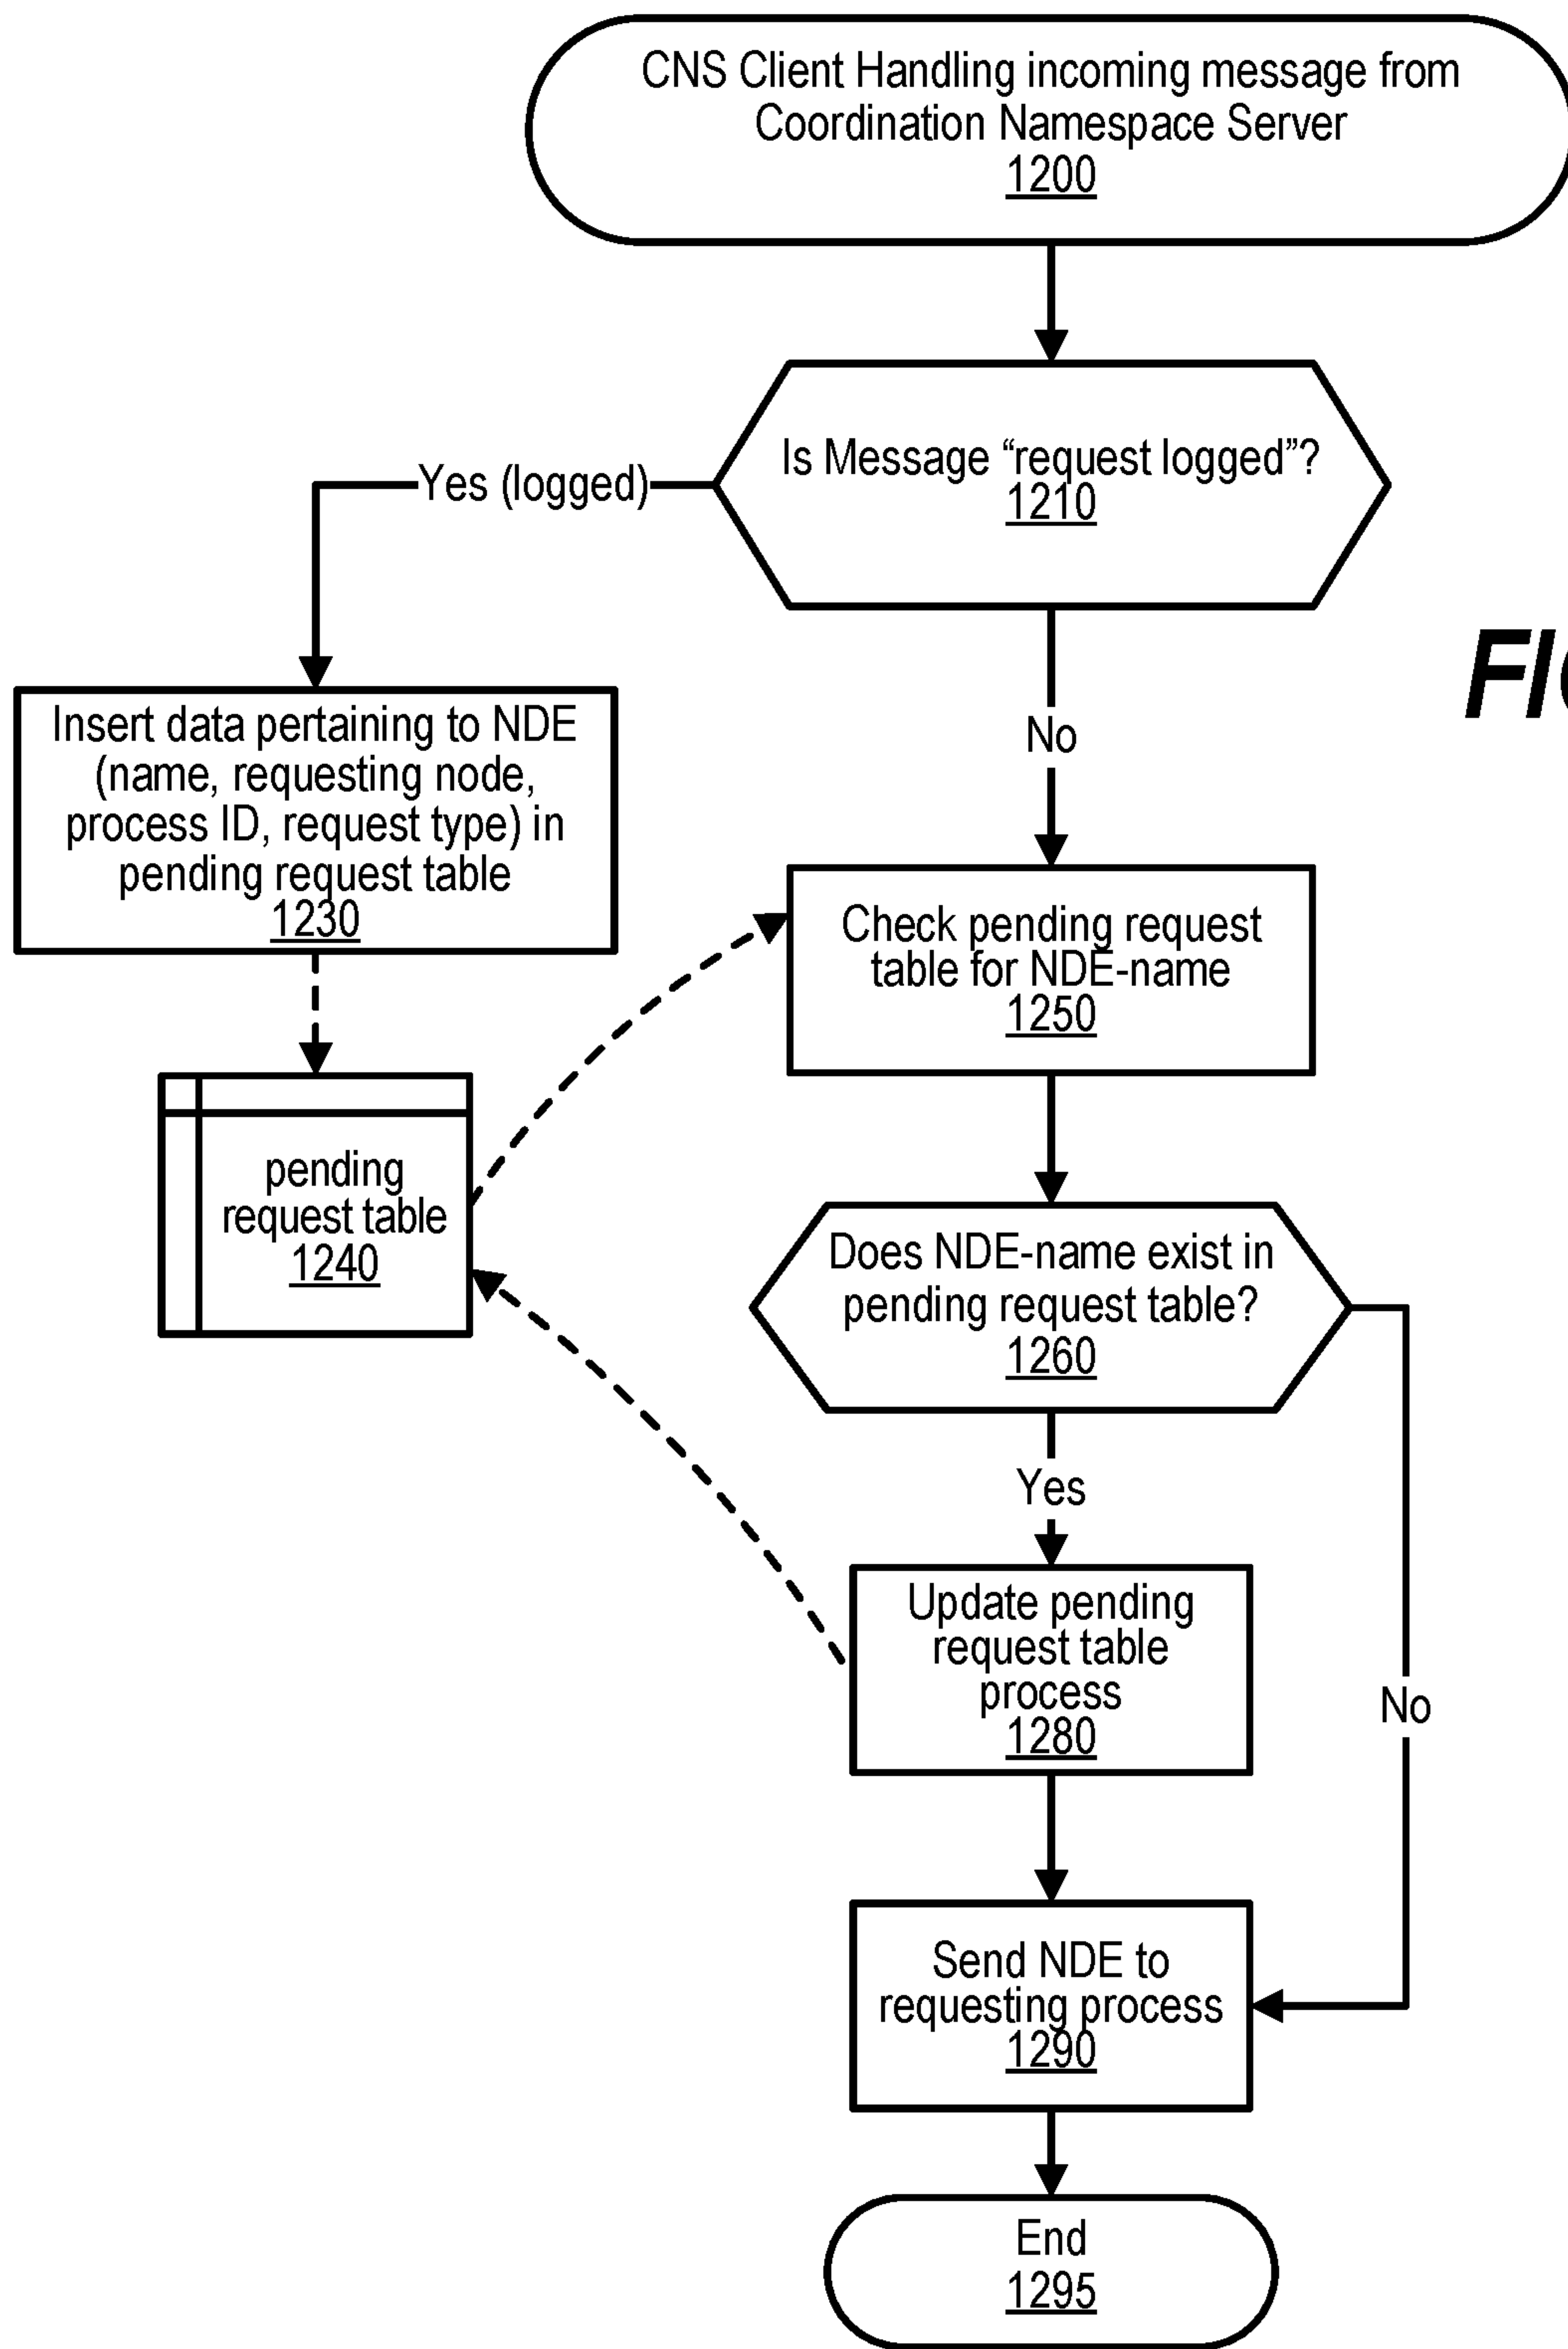 CNS Client Handling incoming message from
Coordination Namespace Server
1200
Is Message “request logged”?
1210
Yes (logged)
No
Insert data pertaining to NDE
(name, requesting node,
process ID, request type) in
pending request table
1230
Check pending request
table for NDE-name
1250
pending
request table
1240
Does NDE-name exist in
pending request table?
1260
Yes
Update pending
request table
process
1280
No
Send NDE to
requesting process
1290
End
1295